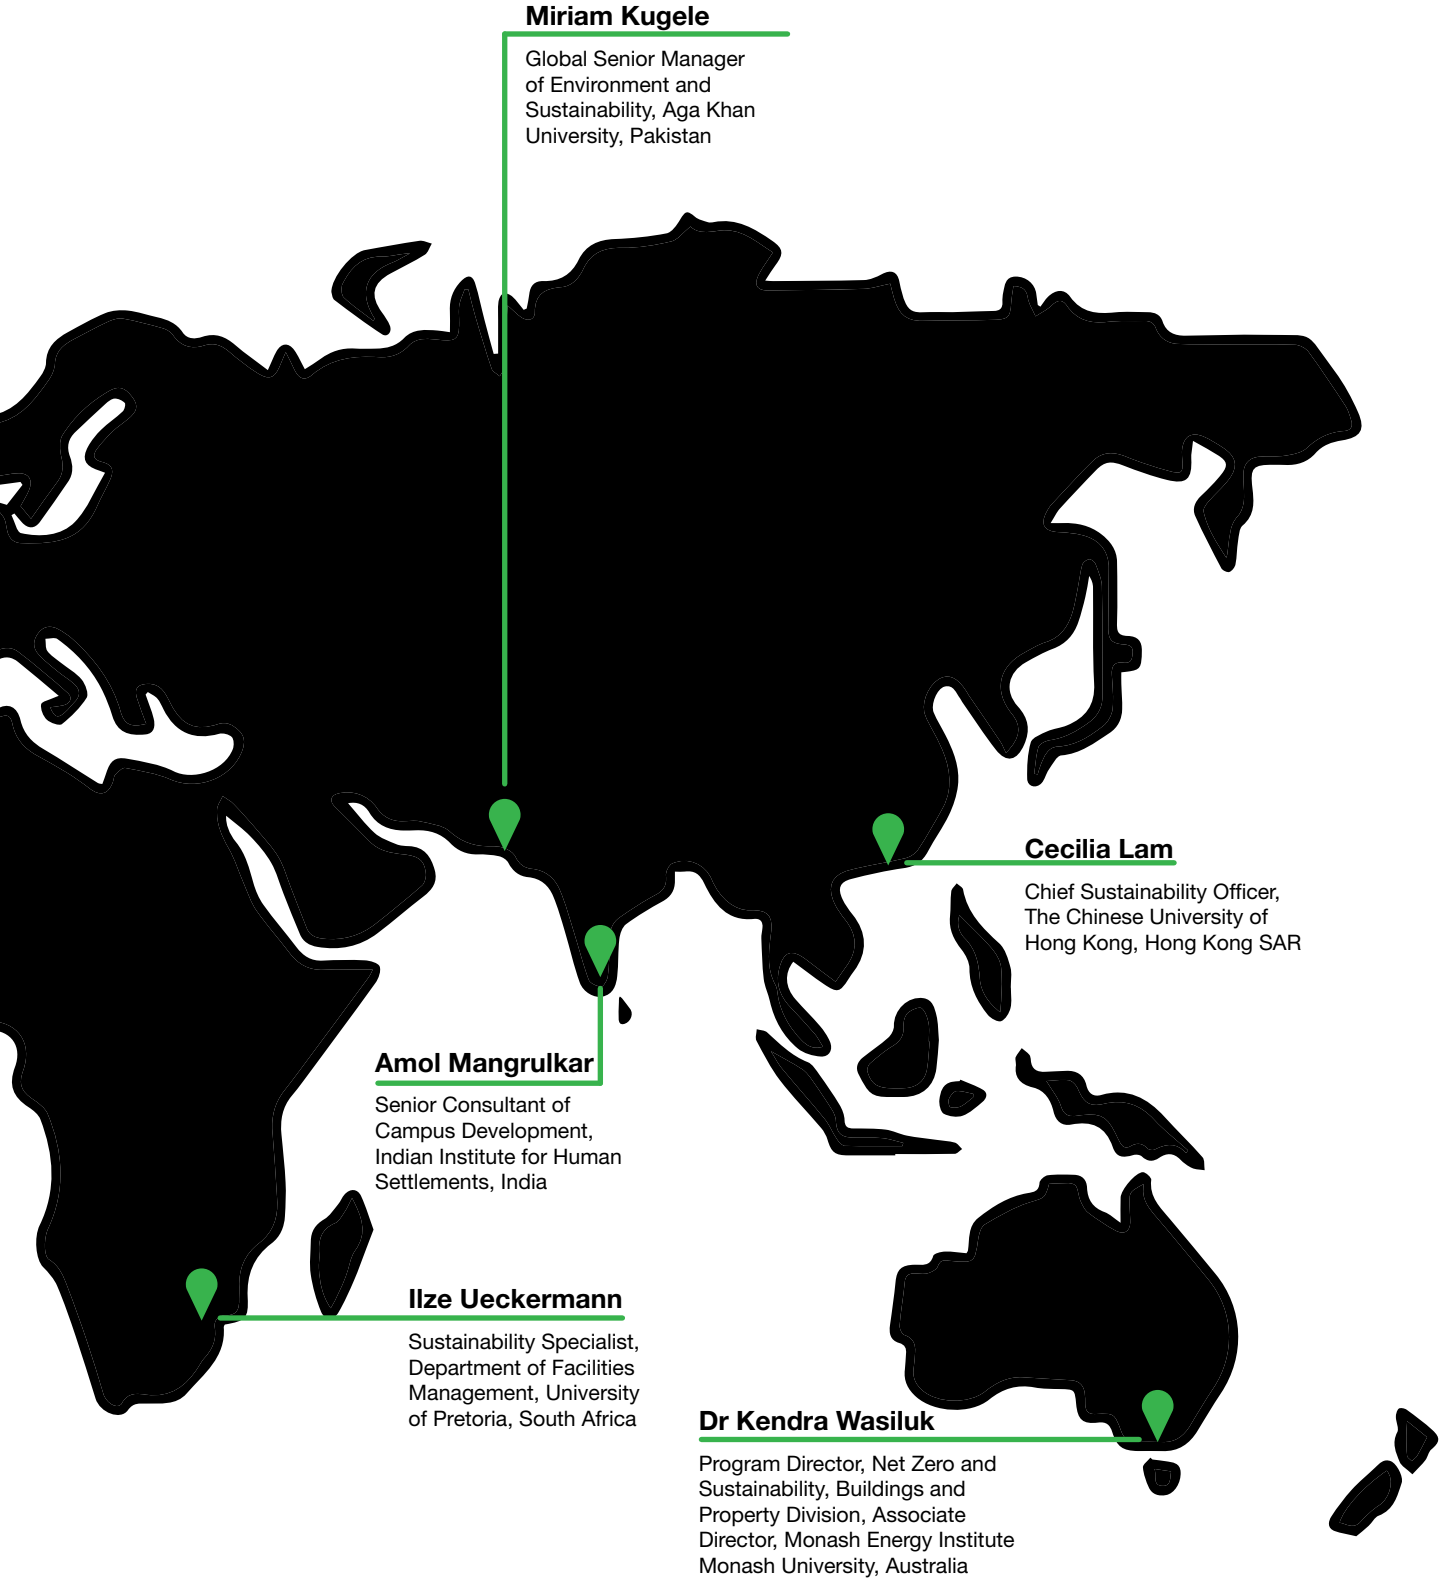 Miriam Kugele
Global Senior Manager
of Environment and
Sustainability, Aga Khan
University, Pakistan
Cecilia Lam
Chief Sustainability Officer,
The Chinese University of
Hong Kong, Hong Kong SAR
Amol Mangrulkar
Senior Consultant of
Campus Development,
Indian Institute for Human
Settlements, India
Ilze Ueckermann
Sustainability Specialist,
Department of Facilities
Management, University
of Pretoria, South Africa
Dr Kendra Wasiluk
Program Director, Net Zero and
Sustainability, Buildings and
Property Division, Associate
Director, Monash Energy Institute
Monash University, Australia